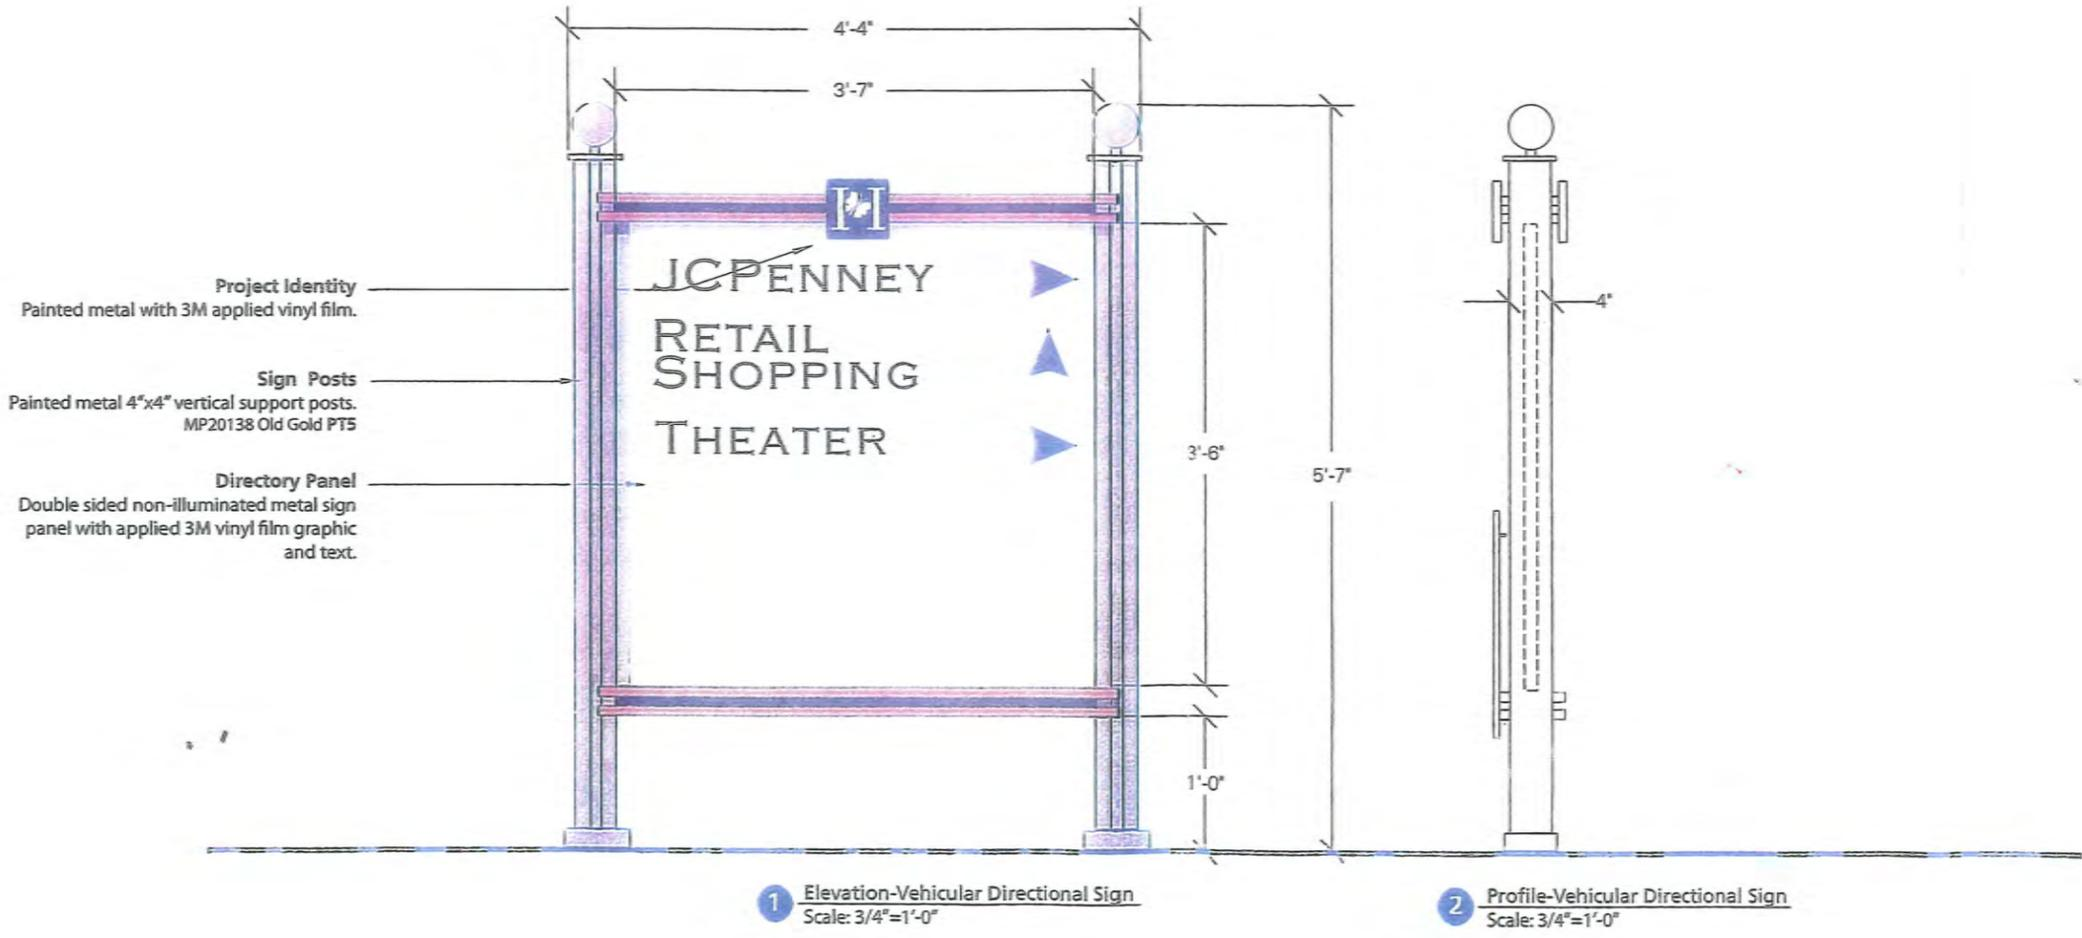 4'-4"
3'-7"
H
JCPENNEY
RETAIL
SHOPPING
THEATER
Project Identity
Painted metal with 3M applied vinyl film.
Sign Posts
Painted metal 4"x4" vertical support posts.
MP20138 Old Gold PT5
Directory Panel
Double sided non-illuminated metal sign
panel with applied 3M vinyl film graphic
and text.
3'-6"
5'-7"
1'-0"
4"
1 Elevation-Vehicular Directional Sign
Scale: 3/4"=1'-0"
2 Profile-Vehicular Directional Sign
Scale: 3/4"=1'-0"